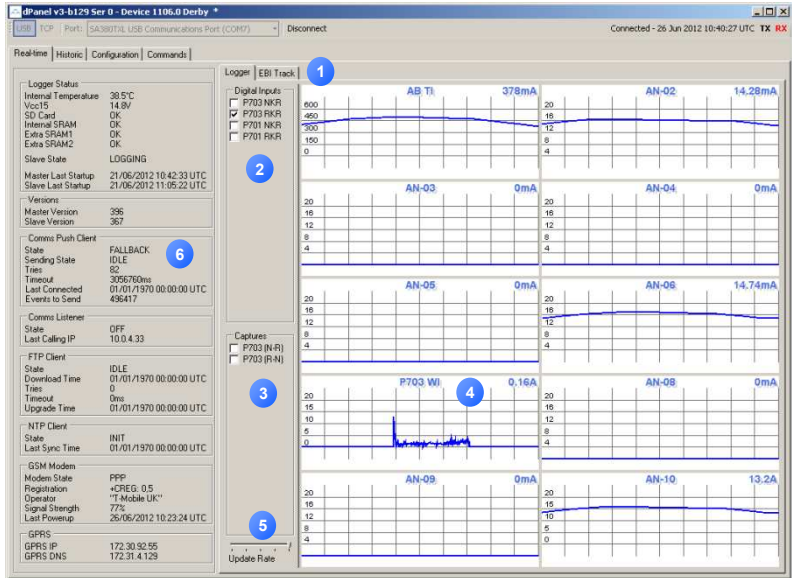 dPanel v3-b129 Ser 0 - Device 1106.0 Derby *
USB TCP Port: SA380TXL USB Communications Port (COM7) Disconnect Connected - 26 Jun 2012 10:40:27 UTC TX RX
Real-time Historic Configuration Commands
Logger Status
Internal Temperature 38.5°C
Vcc15 14.8V
SD Card OK
Internal SRAM OK
Extra SRAM1 OK
Extra SRAM2 OK
Slave State LOGGING
Master Last Startup 21/06/2012 10:42:33 UTC
Slave Last Startup 21/06/2012 11:05:22 UTC
Versions
Master Version 396
Slave Version 367
Comms Push Client
State FALLBACK
Sending State IDLE
Tries 82
Timeout 3056760ms
Last Connected 01/01/1970 00:00:00 UTC
Events to Send 496417
6
Comms Listener
State OFF
Last Calling IP 10.0.4.33
FTP Client
State IDLE
Download Time 01/01/1970 00:00:00 UTC
Tries 0
Timeout 0ms
Upgrade Time 01/01/1970 00:00:00 UTC
NTP Client
State INIT
Last Sync Time 01/01/1970 00:00:00 UTC
GSM Modem
Modem State PPP
Registration +CREG: 0,5
Operator "T-Mobile UK"
Signal Strength 77%
Last Powerup 26/06/2012 10:23:24 UTC
GPRS
GPRS IP 172.30.92.55
GPRS DNS 172.31.4.129
Logger EBI Track
1
Digital Inputs
P703 NKR
P703 RKR
P701 NKR
P701 RKR
2
Captures
P703 (N-R)
P703 (R-N)
3
5
Update Rate
AB TI 378mA
600
450
300
150
0
AN-02 14.28mA
20
16
12
8
4
AN-03 0mA
20
16
12
8
4
AN-04 0mA
20
16
12
8
4
AN-05 0mA
20
16
12
8
4
AN-06 14.74mA
20
16
12
8
4
P703 WI 0.16A
4
20
15
10
5
0
AN-08 0mA
20
16
12
8
4
AN-09 0mA
20
16
12
8
4
AN-10 13.2A
20
15
10
5
0